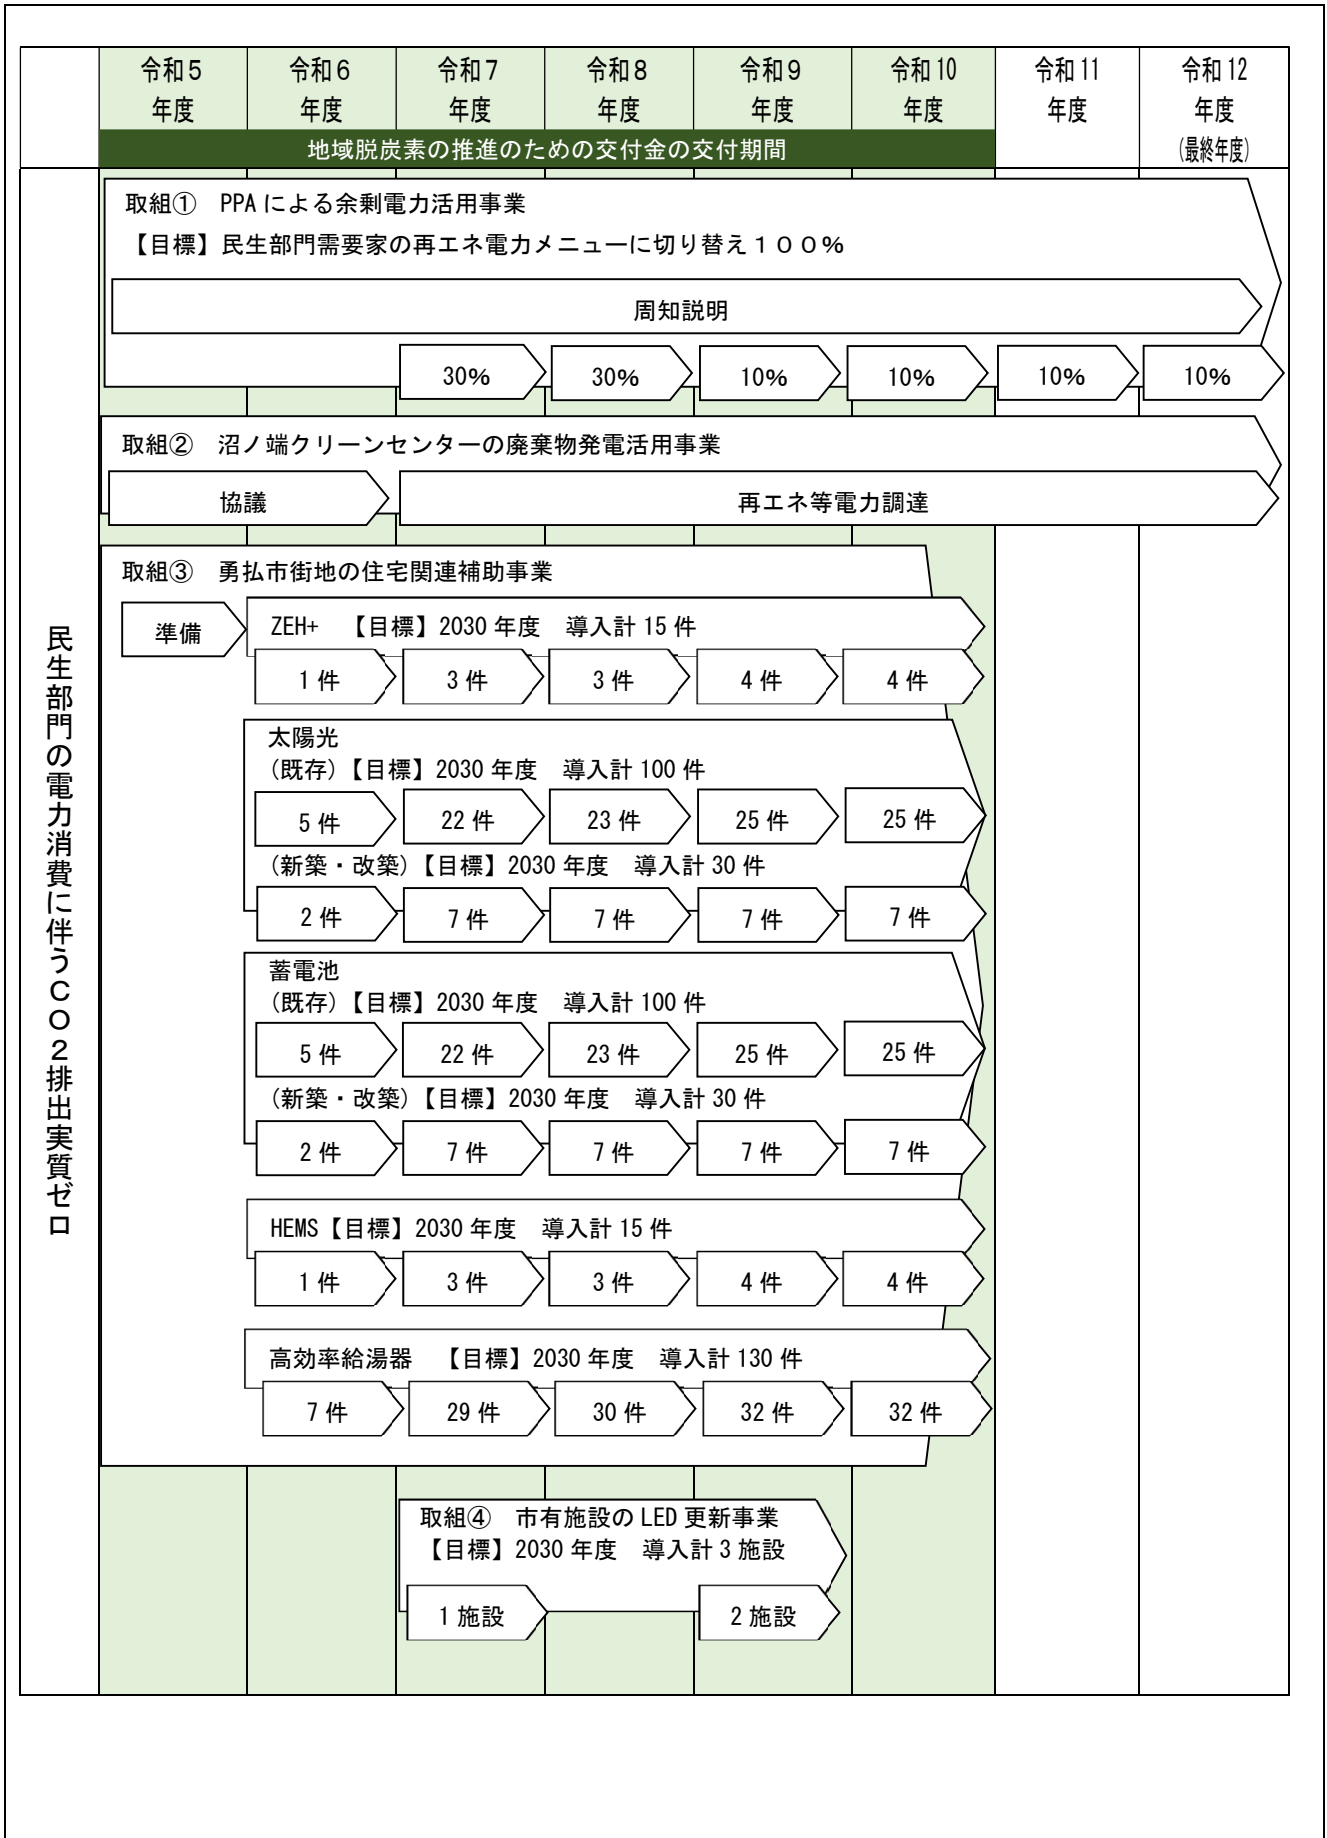 令和５年度
令和６年度
令和７年度
令和８年度
令和９年度
令和10年度
令和11年度
令和12年度
(最終年度)
地域脱炭素の推進のための交付金の交付期間
民生部門の電力消費に伴うＣＯ２排出実質ゼロ
取組①　PPAによる余剰電力活用事業
【目標】民生部門需要家の再エネ電力メニューに切り替え１００％
周知説明
30%
30%
10%
10%
10%
10%
取組②　沼ノ端クリーンセンターの廃棄物発電活用事業
協議
再エネ等電力調達
取組③　勇払市街地の住宅関連補助事業
準備
ZEH+　【目標】2030年度　導入計15件
1件
3件
3件
4件
4件
太陽光
(既存)【目標】2030年度　導入計100件
5件
22件
23件
25件
25件
(新築・改築)【目標】2030年度　導入計30件
2件
7件
7件
7件
7件
蓄電池
(既存)【目標】2030年度　導入計100件
5件
22件
23件
25件
25件
(新築・改築)【目標】2030年度　導入計30件
2件
7件
7件
7件
7件
HEMS【目標】2030年度　導入計15件
1件
3件
3件
4件
4件
高効率給湯器　【目標】2030年度　導入計130件
7件
29件
30件
32件
32件
取組④　市有施設のLED更新事業
【目標】2030年度　導入計3施設
1施設
2施設